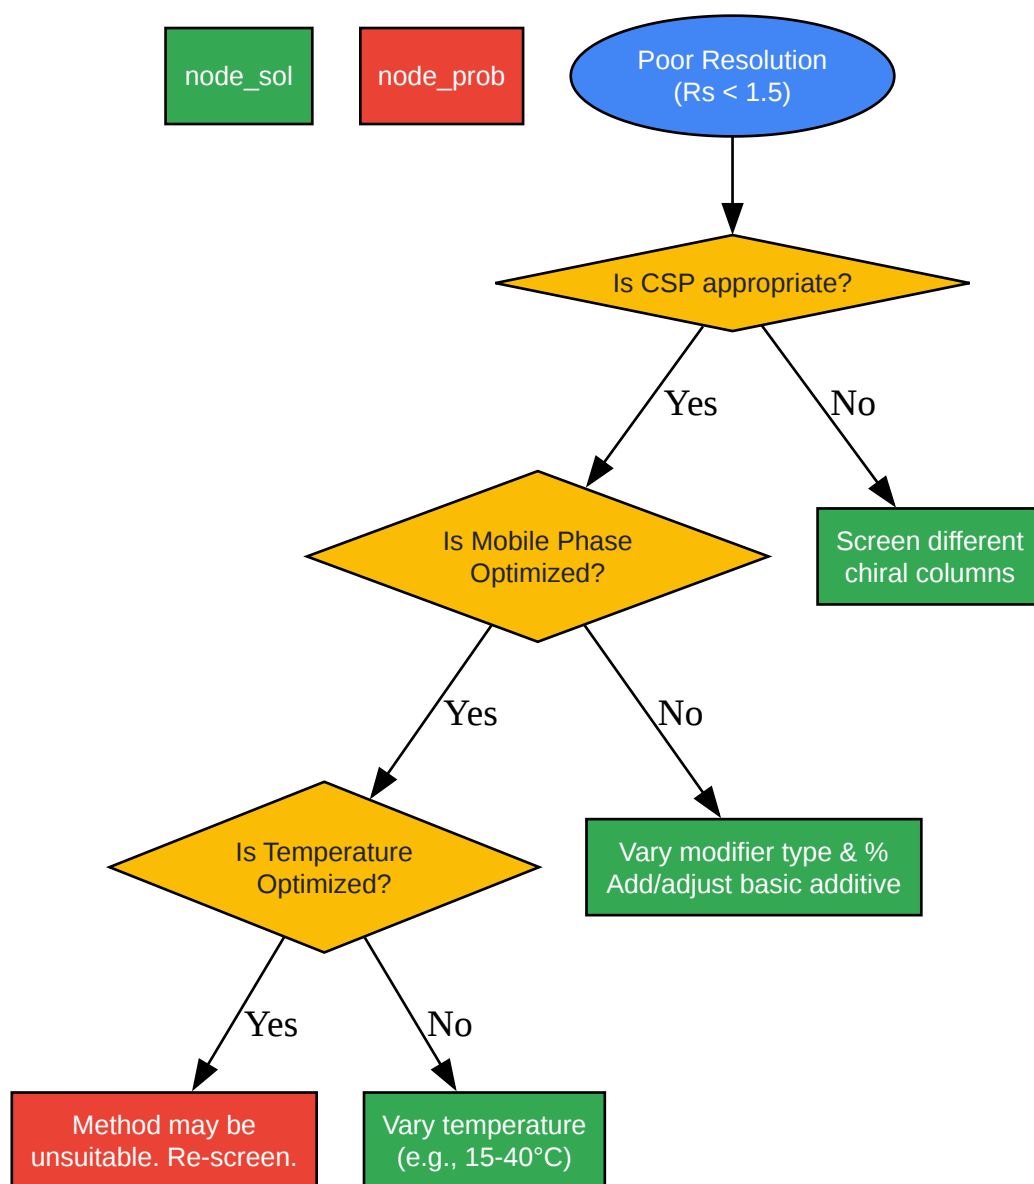 node_sol
node_prob
Poor Resolution
(Rs < 1.5)
Is CSP appropriate?
Yes
No
Is Mobile Phase
Optimized?
Screen different
chiral columns
Yes
No
Is Temperature
Optimized?
Vary modifier type & %
Add/adjust basic additive
Yes
No
Method may be
unsuitable. Re-screen.
Vary temperature
(e.g., 15-40°C)